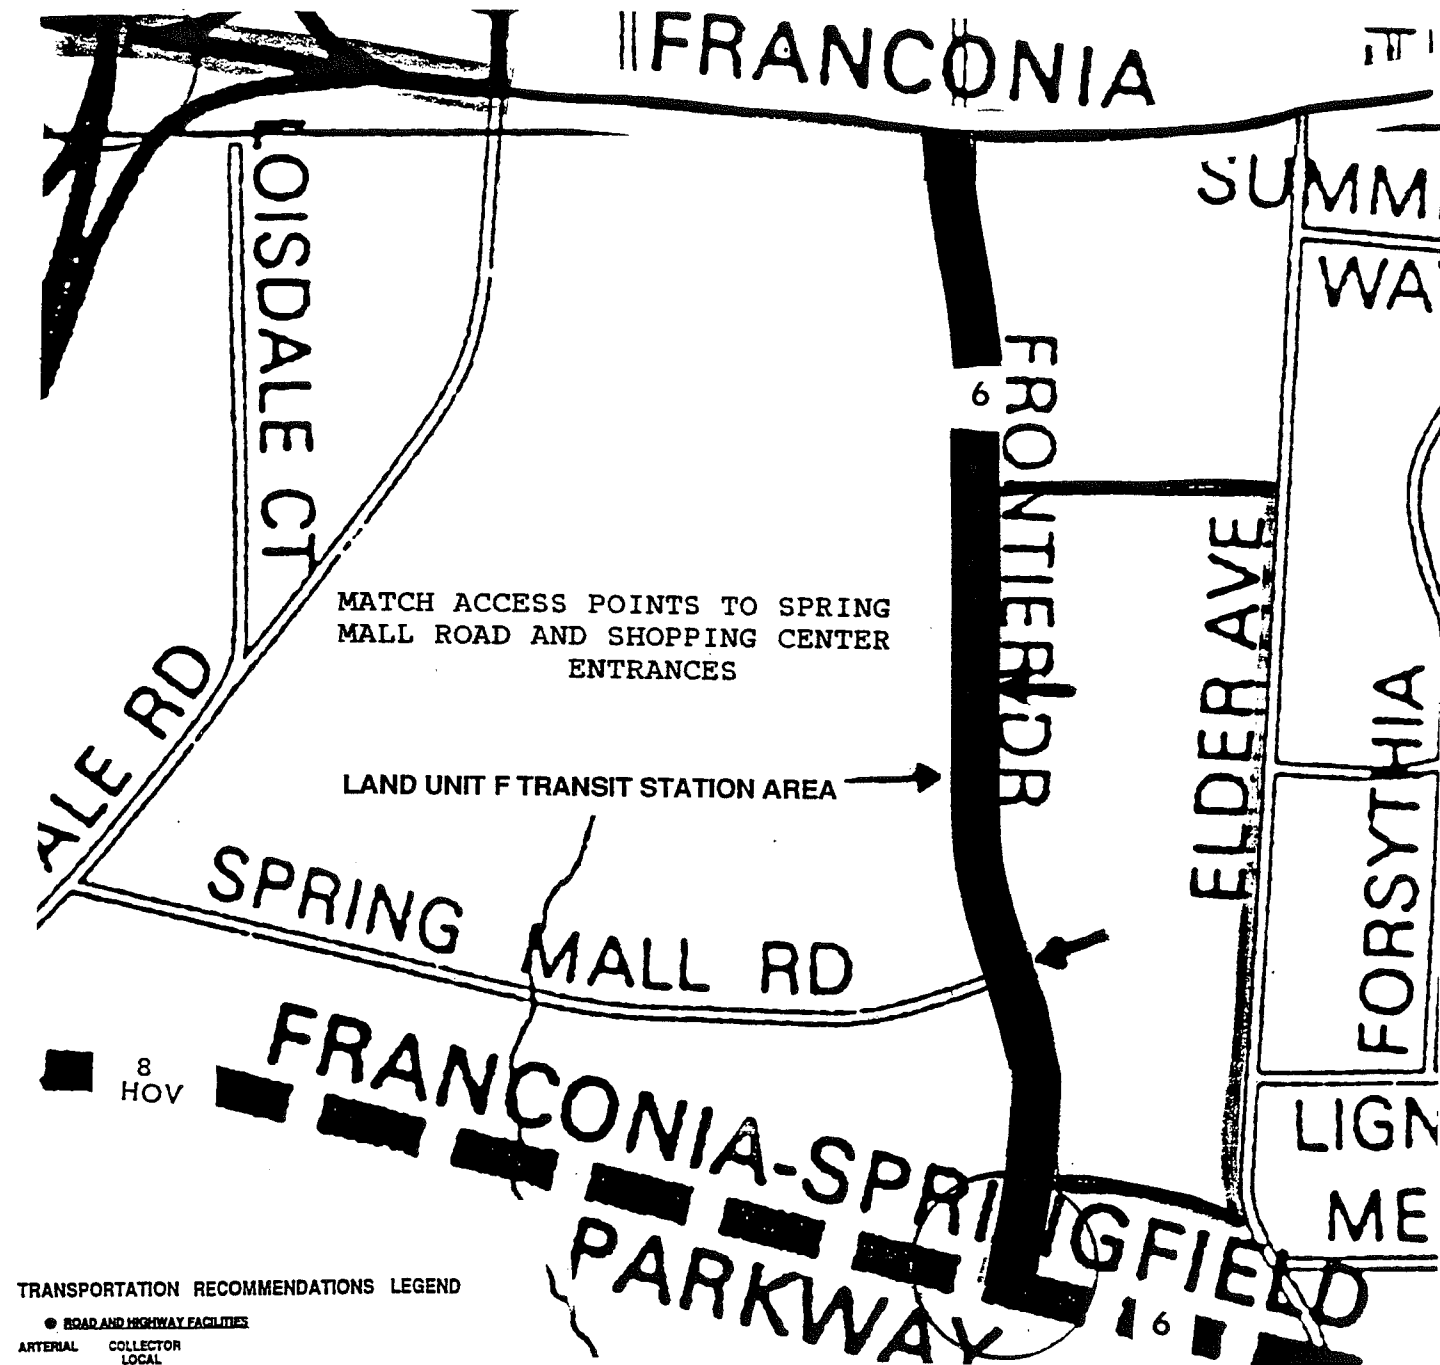 FRANCONIA
LOISDALE CT
SUMM
WA
6
FRONTIER DR
ELDER AVE
MATCH ACCESS POINTS TO SPRING
MALL ROAD AND SHOPPING CENTER
ENTRANCES
ALE RD
LAND UNIT F TRANSIT STATION AREA
FORSYTHIA
SPRING MALL RD
8
HOV
FRANCONIA-SPRINGFIELD
PARKWAY
LIGN
ME
6
TRANSPORTATION RECOMMENDATIONS LEGEND
● ROAD AND HIGHWAY FACILITIES
ARTERIAL COLLECTOR
LOCAL